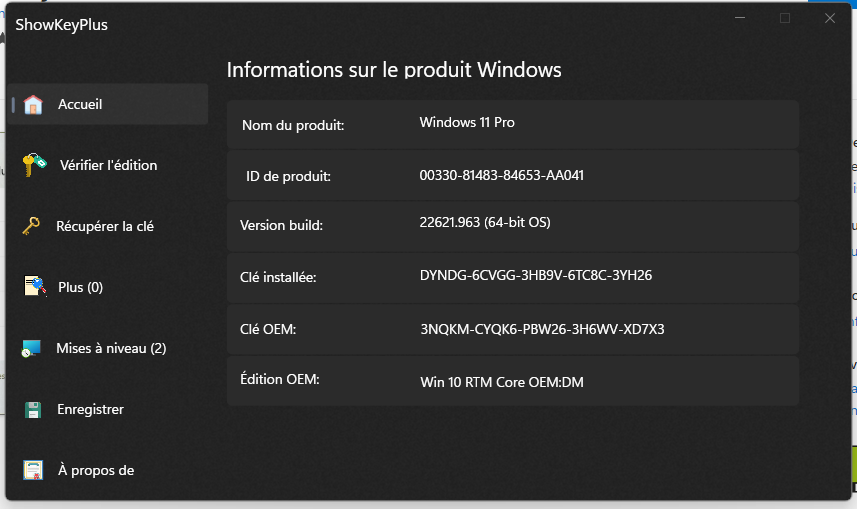 ShowKeyPlus
Informations sur le produit Windows
Accueil
Vérifier l'édition
Récupérer la clé
Plus (0)
Mises à niveau (2)
Enregistrer
À propos de
Nom du produit: Windows 11 Pro
ID de produit: 00330-81483-84653-AA041
Version build: 22621.963 (64-bit OS)
Clé installée: DYNDG-6CVGG-3HB9V-6TC8C-3YH26
Clé OEM: 3NQKM-CYQK6-PBW26-3H6WV-XD7X3
Édition OEM: Win 10 RTM Core OEM:DM